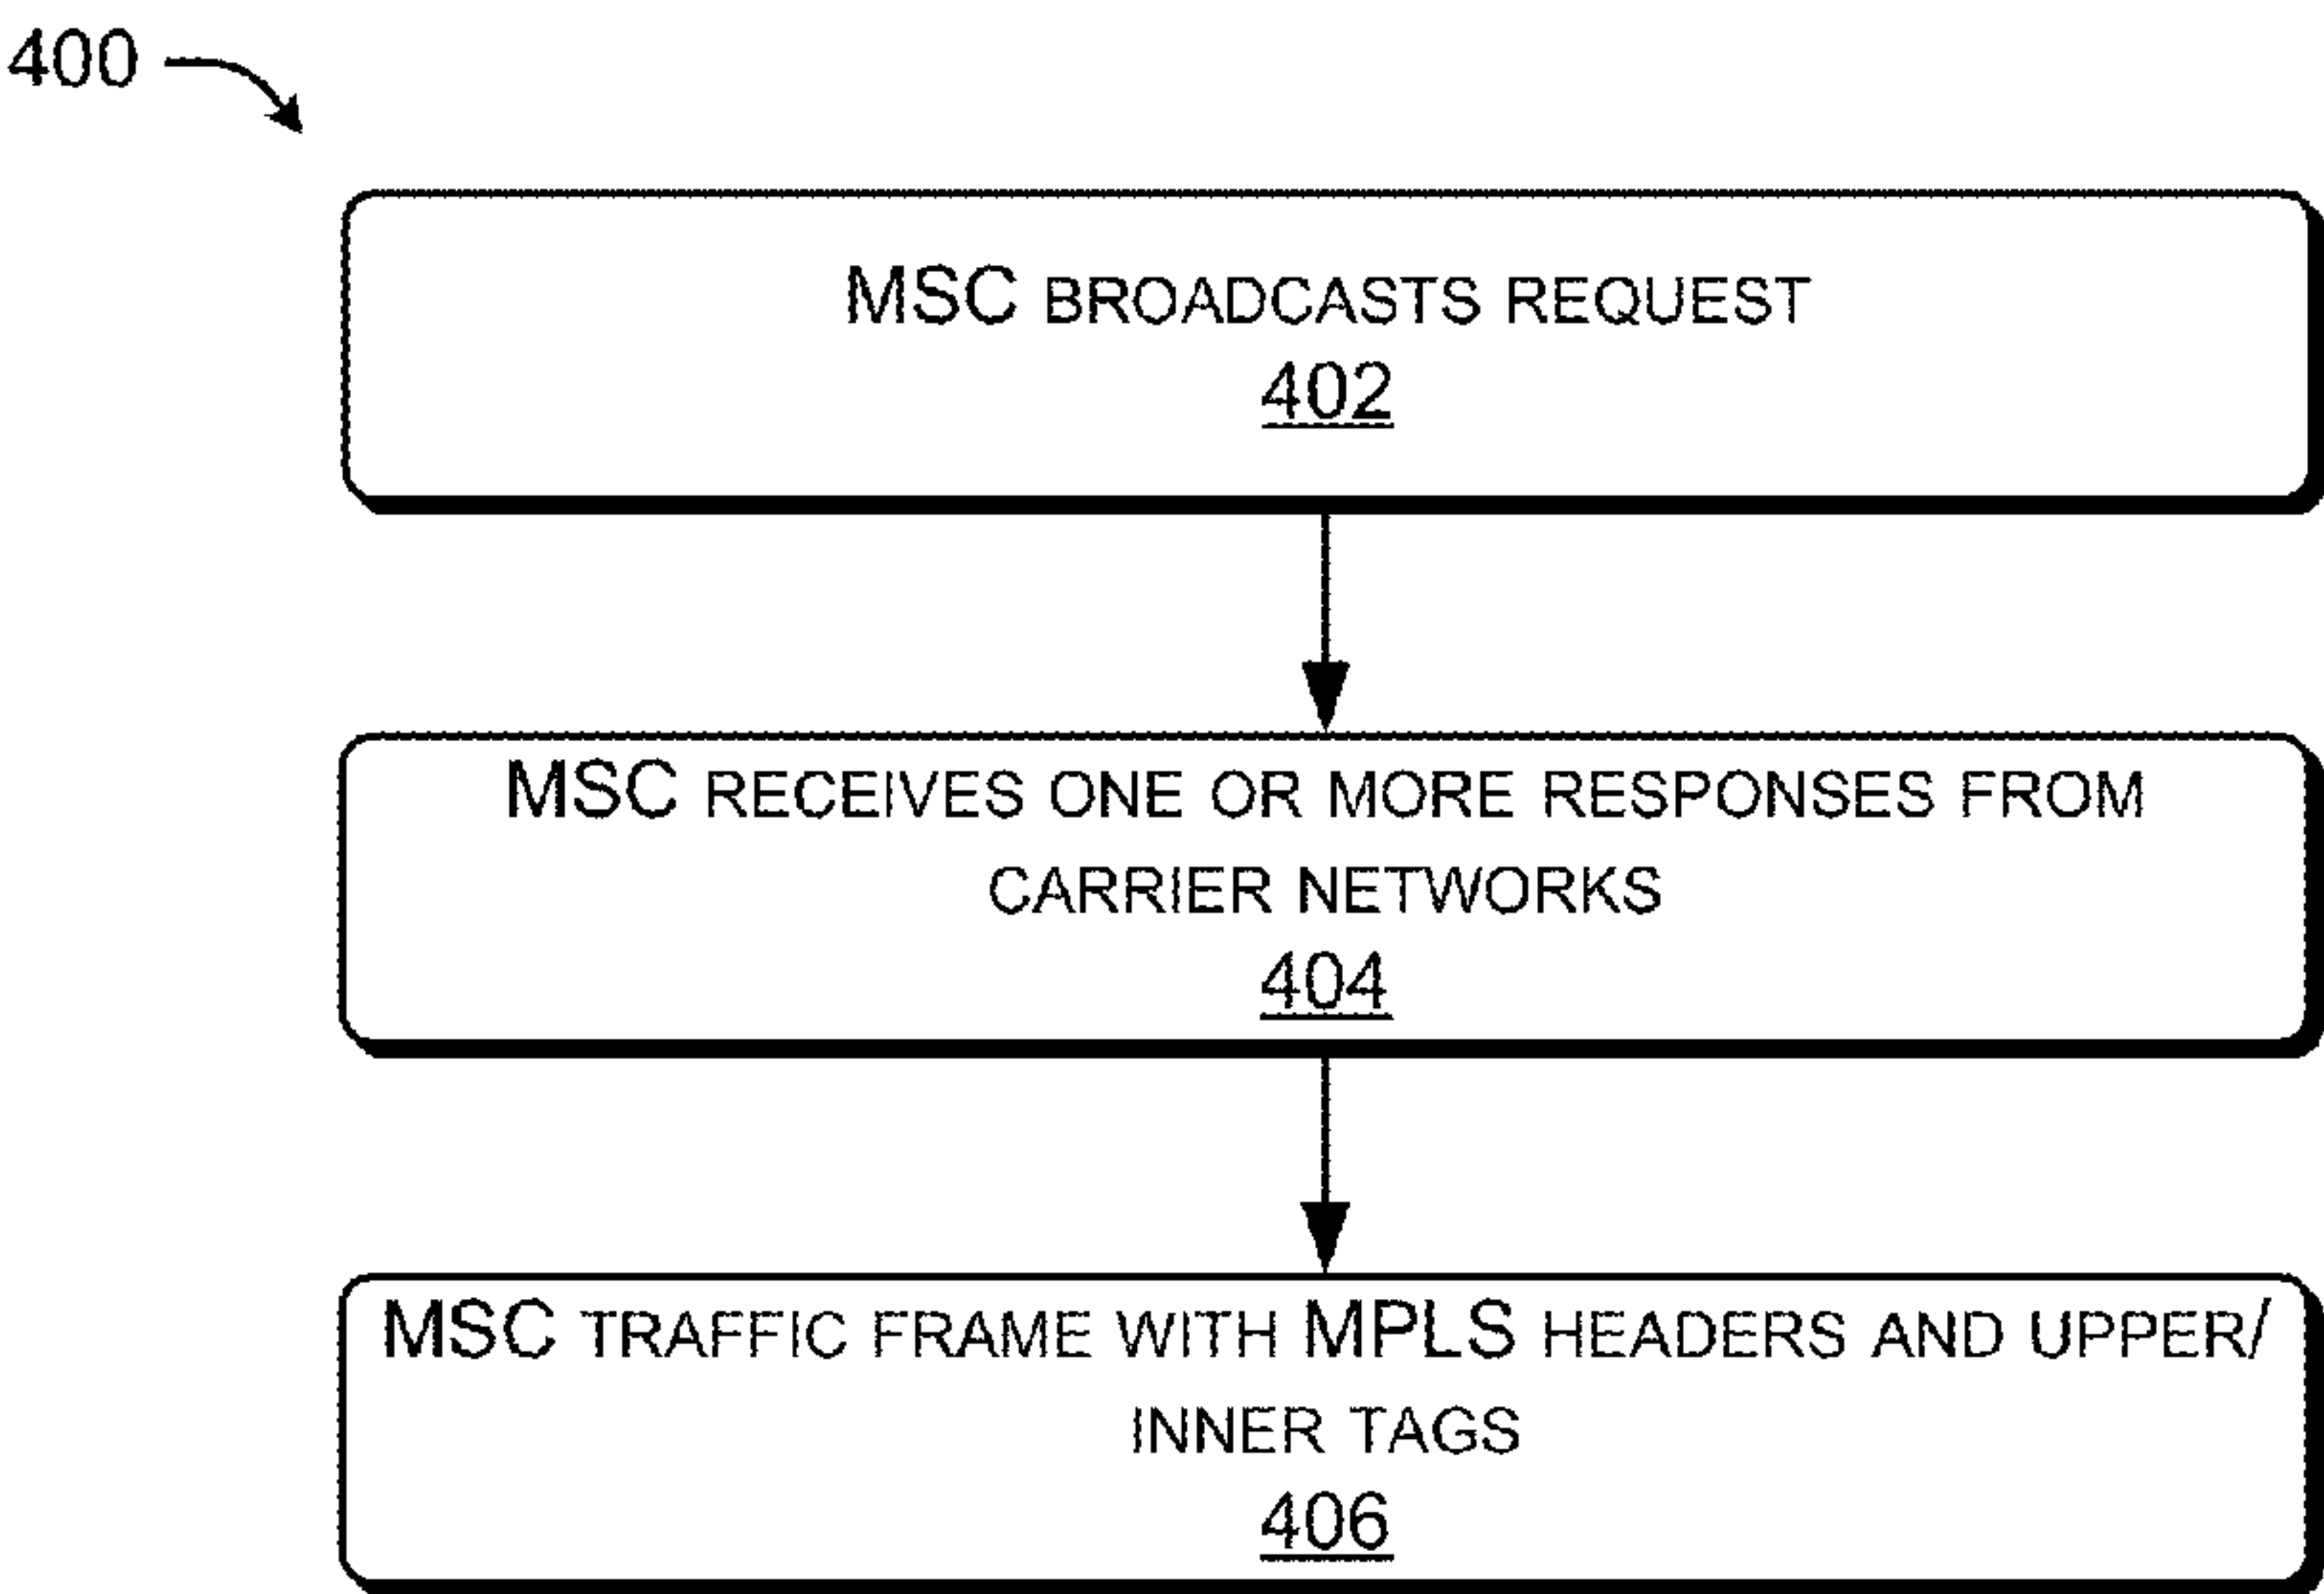 400
MSC BROADCASTS REQUEST
402
MSC RECEIVES ONE OR MORE RESPONSES FROM
CARRIER NETWORKS
404
MSC TRAFFIC FRAME WITH MPLS HEADERS AND UPPER/
INNER TAGS
406